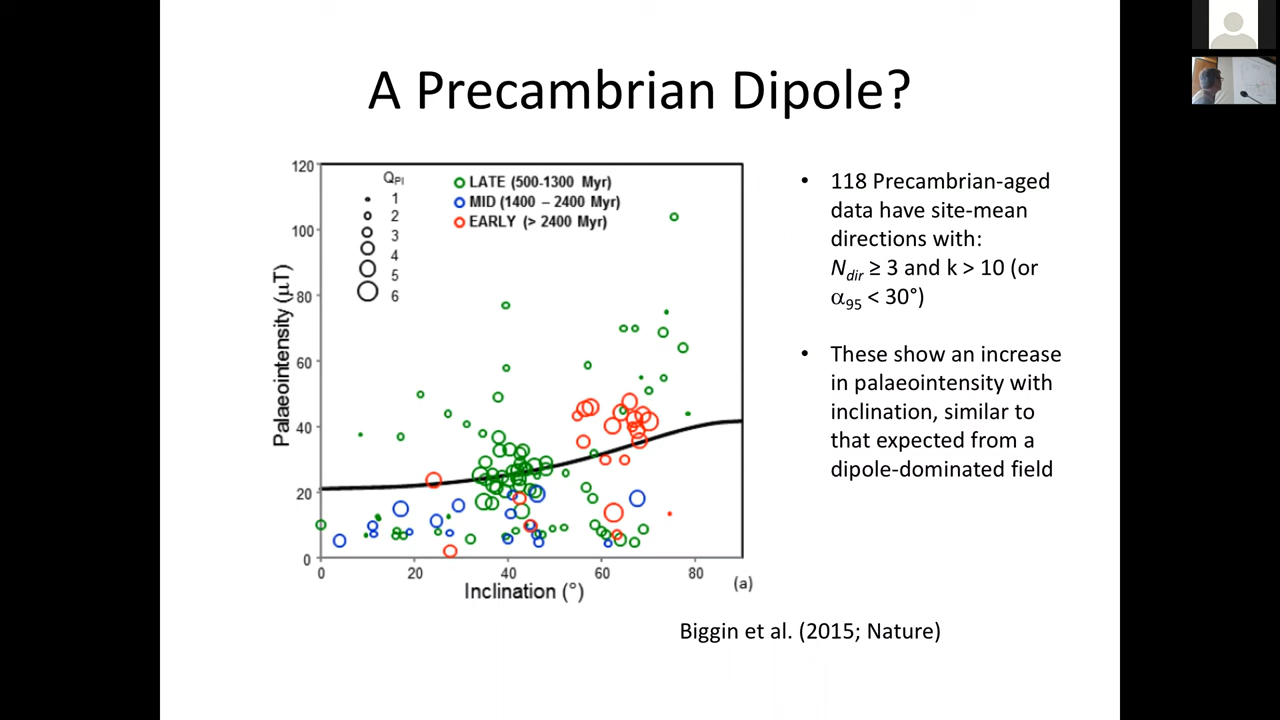 A Precambrian Dipole?
120
100
80
60
40
20
0
Palaeointensity (μT)
QPI
1
2
3
4
5
6
LATE (500-1300 Myr)
MID (1400 – 2400 Myr)
EARLY (> 2400 Myr)
0 20 40 60 80
(a)
Inclination (°)
• 118 Precambrian-aged
data have site-mean
directions with:
Ndir ≥ 3 and k > 10 (or
α95 < 30°)
• These show an increase
in palaeointensity with
inclination, similar to
that expected from a
dipole-dominated field
Biggin et al. (2015; Nature)